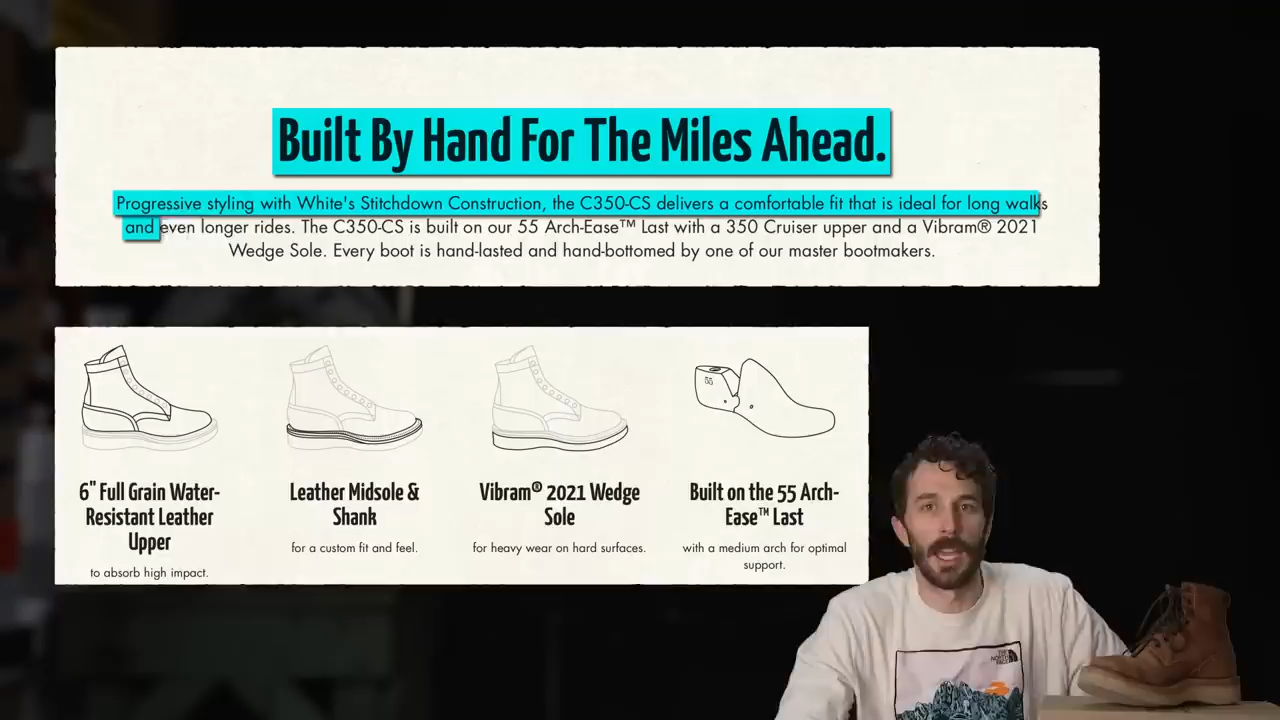 Built By Hand For The Miles Ahead.
Progressive styling with White's Stitchdown Construction, the C350-CS delivers a comfortable fit that is ideal for long walks
and even longer rides. The C350-CS is built on our 55 Arch-Ease™ Last with a 350 Cruiser upper and a Vibram® 2021
Wedge Sole. Every boot is hand-lasted and hand-bottomed by one of our master bootmakers.
55
6" Full Grain Water-
Resistant Leather
Upper
to absorb high impact.
Leather Midsole &
Shank
for a custom fit and feel.
Vibram® 2021 Wedge
Sole
for heavy wear on hard surfaces.
Built on the 55 Arch-
Ease™ Last
with a medium arch for optimal
support.
THE
NORTH
FACE